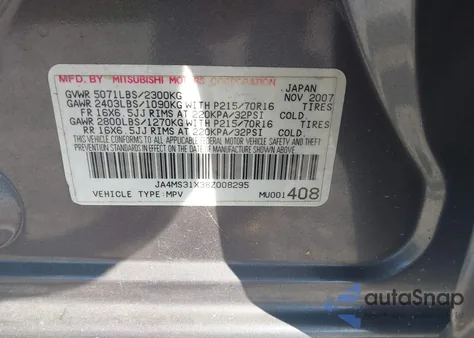 MFD. BY MITSUBISHI MOTORS CORPORATION JAPAN
GVWR 5071LBS/2300KG NOV 2007
GAWR 2403LBS/1090KG WITH P215/70R16 TIRES
FR 16X6.5JJ RIMS AT 220KPA/32PSI COLD
GAWR 2800LBS/1270KG WITH P215/70R16 TIRES
RR 16X6.5JJ RIMS AT 220KPA/32PSI COLD
THIS VEHICLE CONFORMS TO ALL APPLICABLE FEDERAL
MOTOR VEHICLE SAFETY AND THEFT
PREVENTION STANDARDS IN EFFECT ON THE DATE OF
MANUFACTURE SHOWN ABOVE.
JA4MS31X38Z008295
VEHICLE TYPE:MPV MU001408
autoSnap